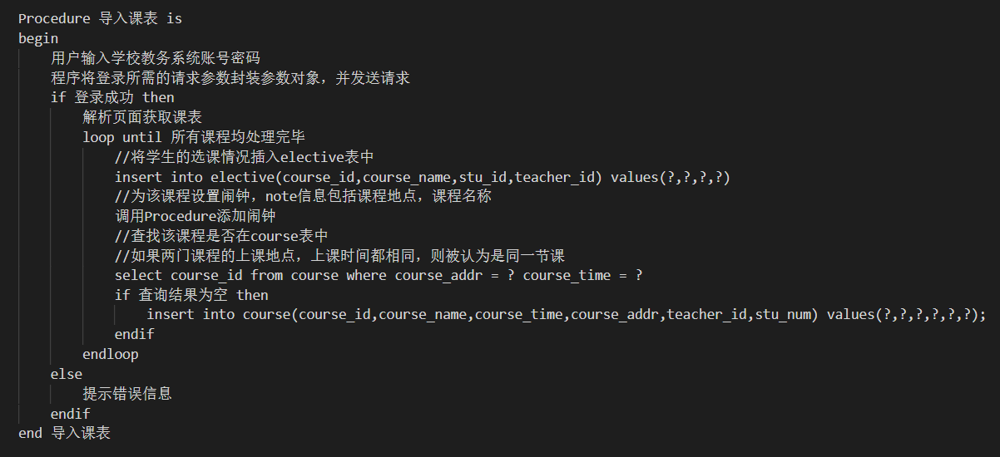 Procedure 导入课表 is
begin
用户输入学校教务系统账号密码
程序将登录所需的请求参数封装参数对象，并发送请求
if 登录成功 then
解析页面获取课表
loop until 所有课程均处理完毕
//将学生的选课情况插入elective表中
insert into elective(course_id,course_name,stu_id,teacher_id) values(?,?,?,?)
//为该课程设置闹钟，note信息包括课程地点，课程名称
调用Procedure添加闹钟
//查找该课程是否在course表中
//如果两门课程的上课地点，上课时间都相同，则被认为是同一节课
select course_id from course where course_addr = ? course_time = ?
if 查询结果为空 then
insert into course(course_id,course_name,course_time,course_addr,teacher_id,stu_num) values(?,?,?,?,?,?);
endif
endloop
else
提示错误信息
endif
end 导入课表